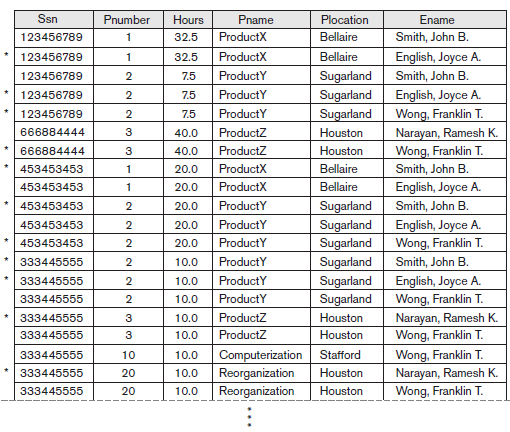 Ssn Pnumber Hours Pname Plocation Ename
123456789 1 32.5 ProductX Bellaire Smith, John B.
* 123456789 1 32.5 ProductX Bellaire English, Joyce A.
123456789 2 7.5 ProductY Sugarland Smith, John B.
* 123456789 2 7.5 ProductY Sugarland English, Joyce A.
* 123456789 2 7.5 ProductY Sugarland Wong, Franklin T.
666884444 3 40.0 ProductZ Houston Narayan, Ramesh K.
* 666884444 3 40.0 ProductZ Houston Wong, Franklin T.
* 453453453 1 20.0 ProductX Bellaire Smith, John B.
453453453 1 20.0 ProductX Bellaire English, Joyce A.
* 453453453 2 20.0 ProductY Sugarland Smith, John B.
453453453 2 20.0 ProductY Sugarland English, Joyce A.
* 453453453 2 20.0 ProductY Sugarland Wong, Franklin T.
* 333445555 2 10.0 ProductY Sugarland Smith, John B.
* 333445555 2 10.0 ProductY Sugarland English, Joyce A.
333445555 2 10.0 ProductY Sugarland Wong, Franklin T.
* 333445555 3 10.0 ProductZ Houston Narayan, Ramesh K.
333445555 3 10.0 ProductZ Houston Wong, Franklin T.
333445555 10 10.0 Computerization Stafford Wong, Franklin T.
* 333445555 20 10.0 Reorganization Houston Narayan, Ramesh K.
333445555 20 10.0 Reorganization Houston Wong, Franklin T.